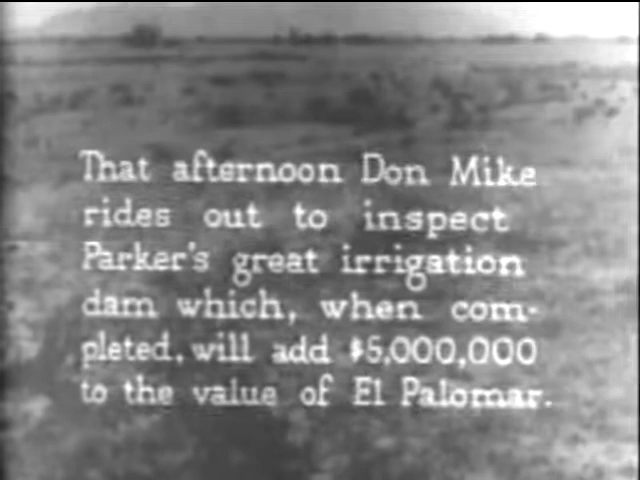 That afternoon Don Mike
rides out to inspect
Parker's great irrigation
dam which, when com-
pleted, will add $5,000,000
to the value of El Palomar.